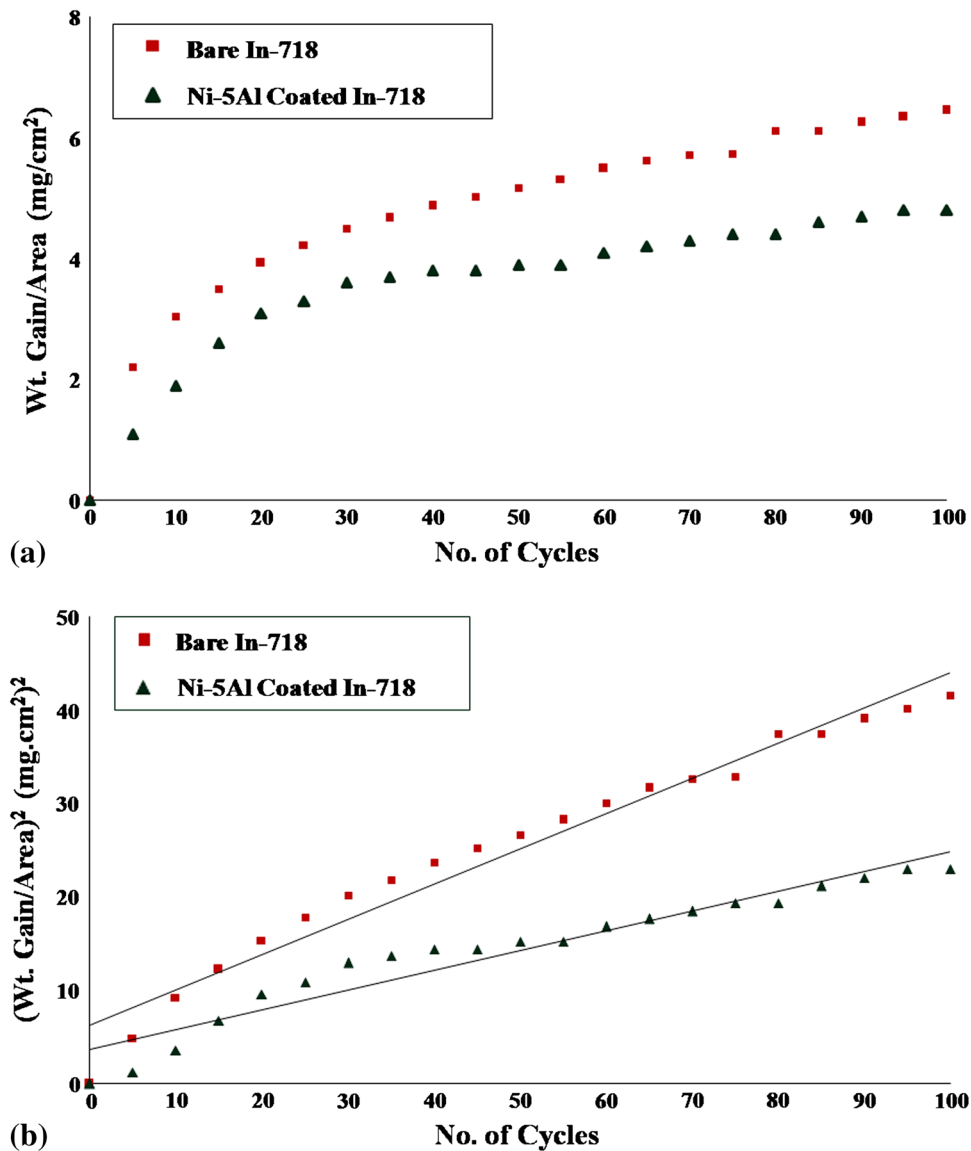 8
Bare In-718
Ni-5Al Coated In-718
6
4
2
0
Wt. Gain/Area (mg/cm²)
0 10 20 30 40 50 60 70 80 90 100
No. of Cycles
(a)
50
Bare In-718
Ni-5Al Coated In-718
40
30
20
10
0
(Wt. Gain/Area)² (mg.cm²)²
0 10 20 30 40 50 60 70 80 90 100
No. of Cycles
(b)